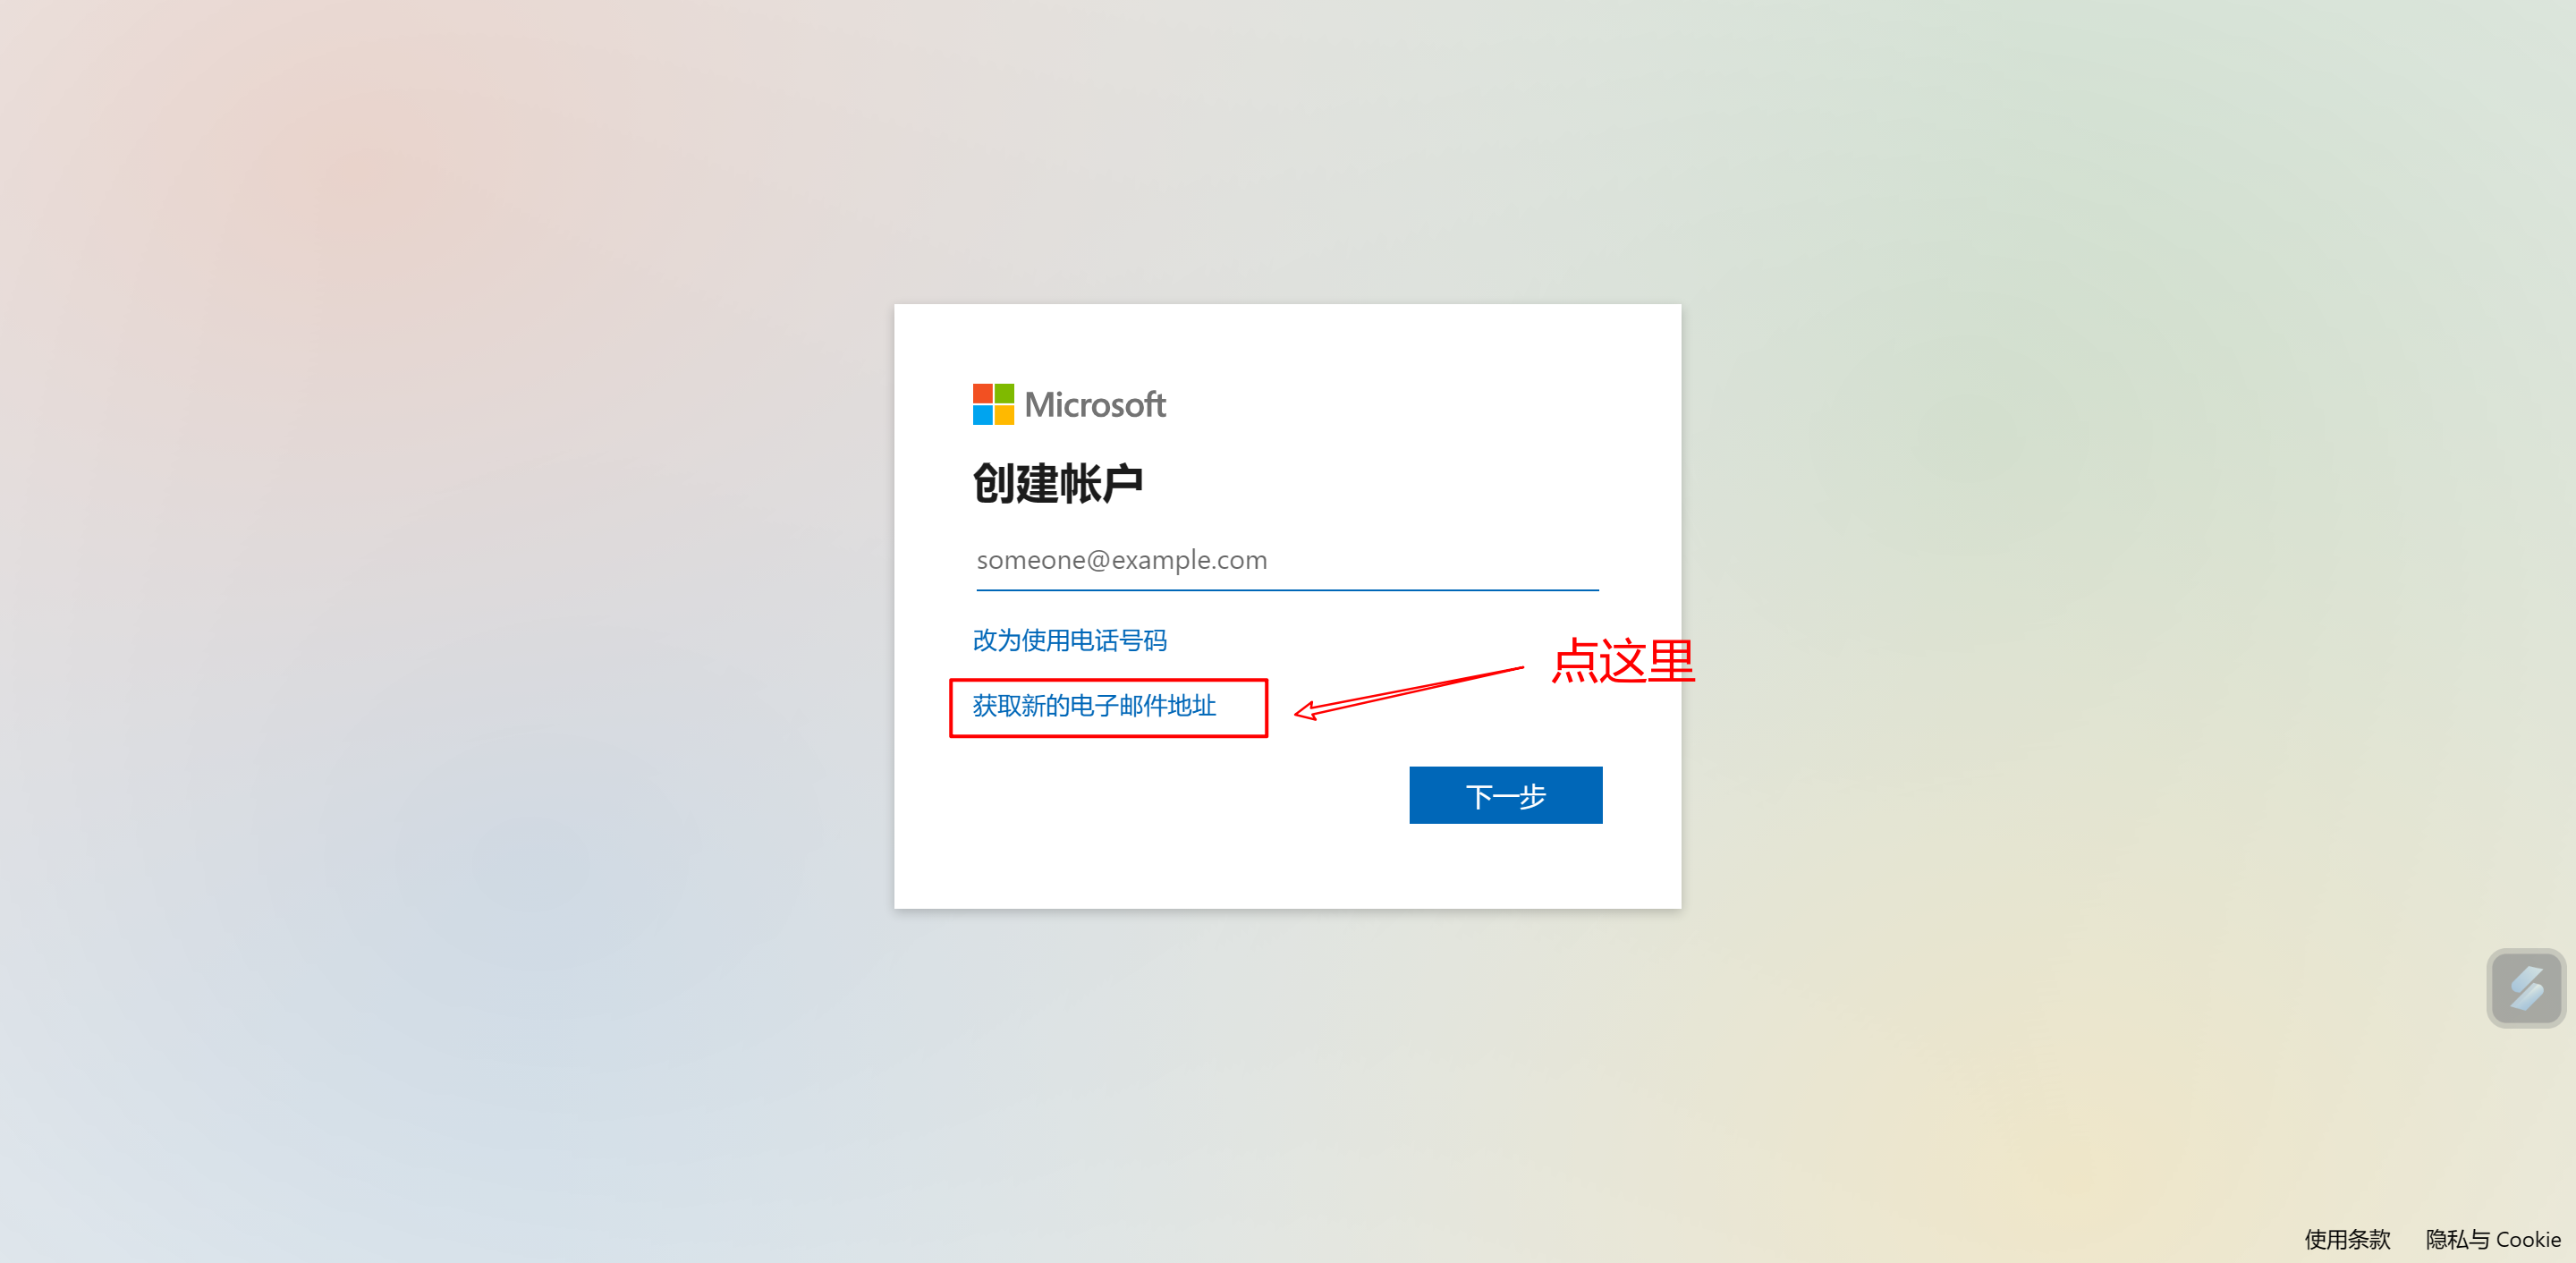 Microsoft
创建帐户
someone@example.com
改为使用电话号码
点这里
获取新的电子邮件地址
下一步
使用条款 隐私与 Cookie